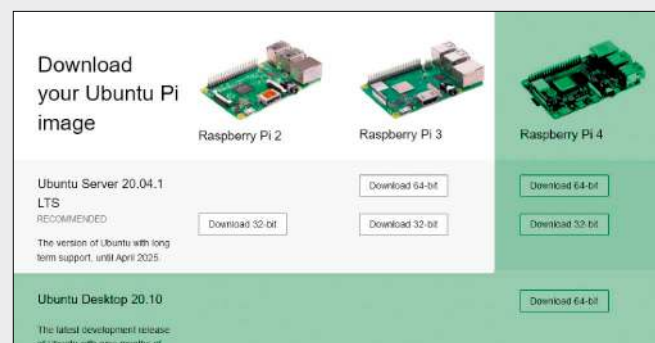 Download
your Ubuntu Pi
image
Raspberry Pi 2
Raspberry Pi 3
Raspberry Pi 4
Ubuntu Server 20.04.1
LTS
RECOMMENDED
The version of Ubuntu with long
term support, until April 2025.
Download 64-bit
Download 64-bit
Download 32-bit
Download 32-bit
Download 32-bit
Ubuntu Desktop 20.10
Download 64-bit
The latest development release